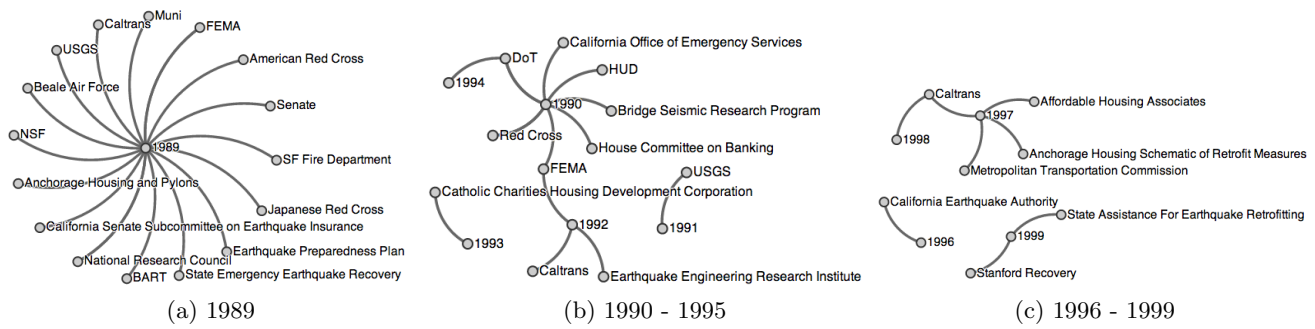 Muni
Caltrans
FEMA
USGS
American Red Cross
Beale Air Force
Senate
NSF
1989
SF Fire Department
Anchorage Housing and Pylons
Japanese Red Cross
California Senate Subcommittee on Earthquake Insurance
Earthquake Preparedness Plan
National Research Council
State Emergency Earthquake Recovery
BART
(a) 1989
California Office of Emergency Services
DoT
HUD
1994
1990
Bridge Seismic Research Program
Red Cross
House Committee on Banking
FEMA
USGS
Catholic Charities Housing Development Corporation
1992
1991
1993
Caltrans
Earthquake Engineering Research Institute
(b) 1990 - 1995
Caltrans
Affordable Housing Associates
1997
1998
Anchorage Housing Schematic of Retrofit Measures
Metropolitan Transportation Commission
California Earthquake Authority
State Assistance For Earthquake Retrofitting
1996
1999
Stanford Recovery
(c) 1996 - 1999